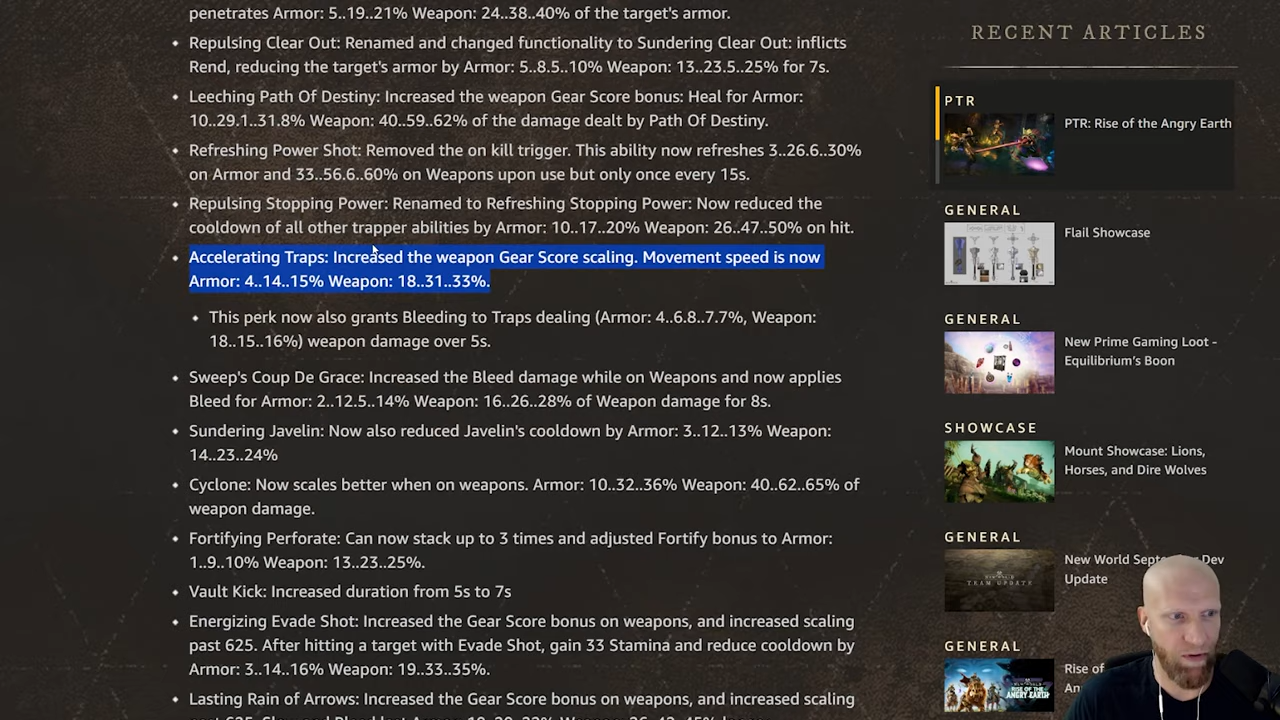 penetrates Armor: 5..19..21% Weapon: 24..38..40% of the target's armor.
Repulsing Clear Out: Renamed and changed functionality to Sundering Clear Out: inflicts
Rend, reducing the target's armor by Armor: 5..8.5..10% Weapon: 13..23.5..25% for 7s.
Leeching Path Of Destiny: Increased the weapon Gear Score bonus: Heal for Armor:
10..29.1..31.8% Weapon: 40..59..62% of the damage dealt by Path Of Destiny.
Refreshing Power Shot: Removed the on kill trigger. This ability now refreshes 3..26.6..30%
on Armor and 33..56.6..60% on Weapons upon use but only once every 15s.
Repulsing Stopping Power: Renamed to Refreshing Stopping Power: Now reduced the
cooldown of all other trapper abilities by Armor: 10..17..20% Weapon: 26..47..50% on hit.
Accelerating Traps: Increased the weapon Gear Score scaling. Movement speed is now
Armor: 4..14..15% Weapon: 18..31..33%.
This perk now also grants Bleeding to Traps dealing (Armor: 4..6.8..7.7%, Weapon:
18..15..16%) weapon damage over 5s.
Sweep's Coup De Grace: Increased the Bleed damage while on Weapons and now applies
Bleed for Armor: 2..12.5..14% Weapon: 16..26..28% of Weapon damage for 8s.
Sundering Javelin: Now also reduced Javelin's cooldown by Armor: 3..12..13% Weapon:
14..23..24%
Cyclone: Now scales better when on weapons. Armor: 10..32..36% Weapon: 40..62..65% of
weapon damage.
Fortifying Perforate: Can now stack up to 3 times and adjusted Fortify bonus to Armor:
1..9..10% Weapon: 13..23..25%.
Vault Kick: Increased duration from 5s to 7s
Energizing Evade Shot: Increased the Gear Score bonus on weapons, and increased scaling
past 625. After hitting a target with Evade Shot, gain 33 Stamina and reduce cooldown by
Armor: 3..14..16% Weapon: 19..33..35%.
Lasting Rain of Arrows: Increased the Gear Score bonus on weapons, and increased scaling
RECENT ARTICLES
PTR
PTR: Rise of the Angry Earth
GENERAL
Flail Showcase
GENERAL
New Prime Gaming Loot -
Equilibrium's Boon
SHOWCASE
Mount Showcase: Lions,
Horses, and Dire Wolves
GENERAL
New World September Dev
Update
TEAM UPDATE
GENERAL
Rise of
RISE OF THE
ANGRY EARTH